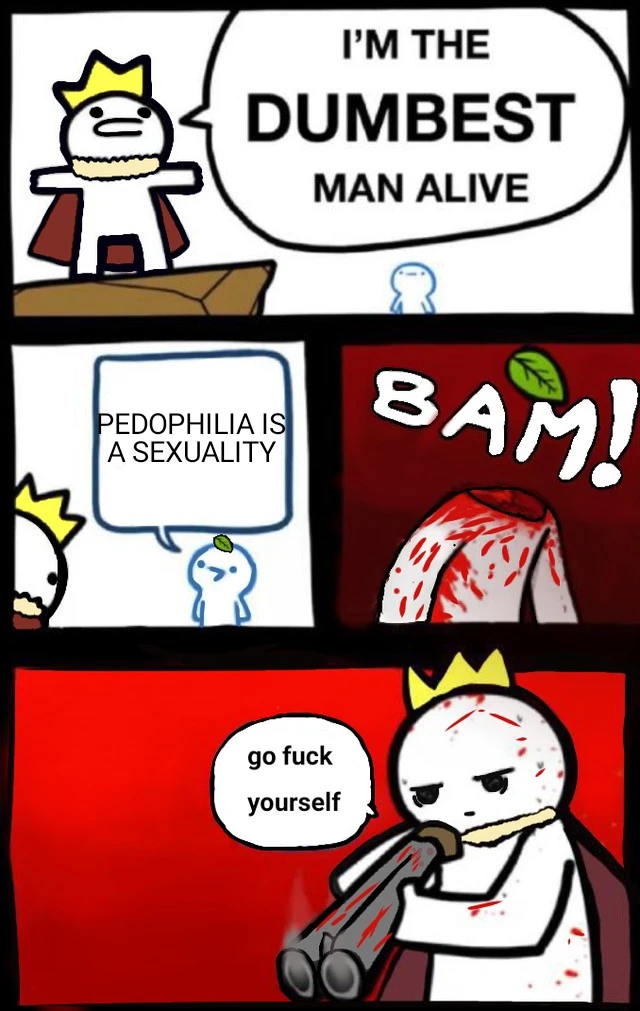 I'M THE
DUMBEST
MAN ALIVE
PEDOPHILIA IS
A SEXUALITY
BAM!
go fuck
yourself